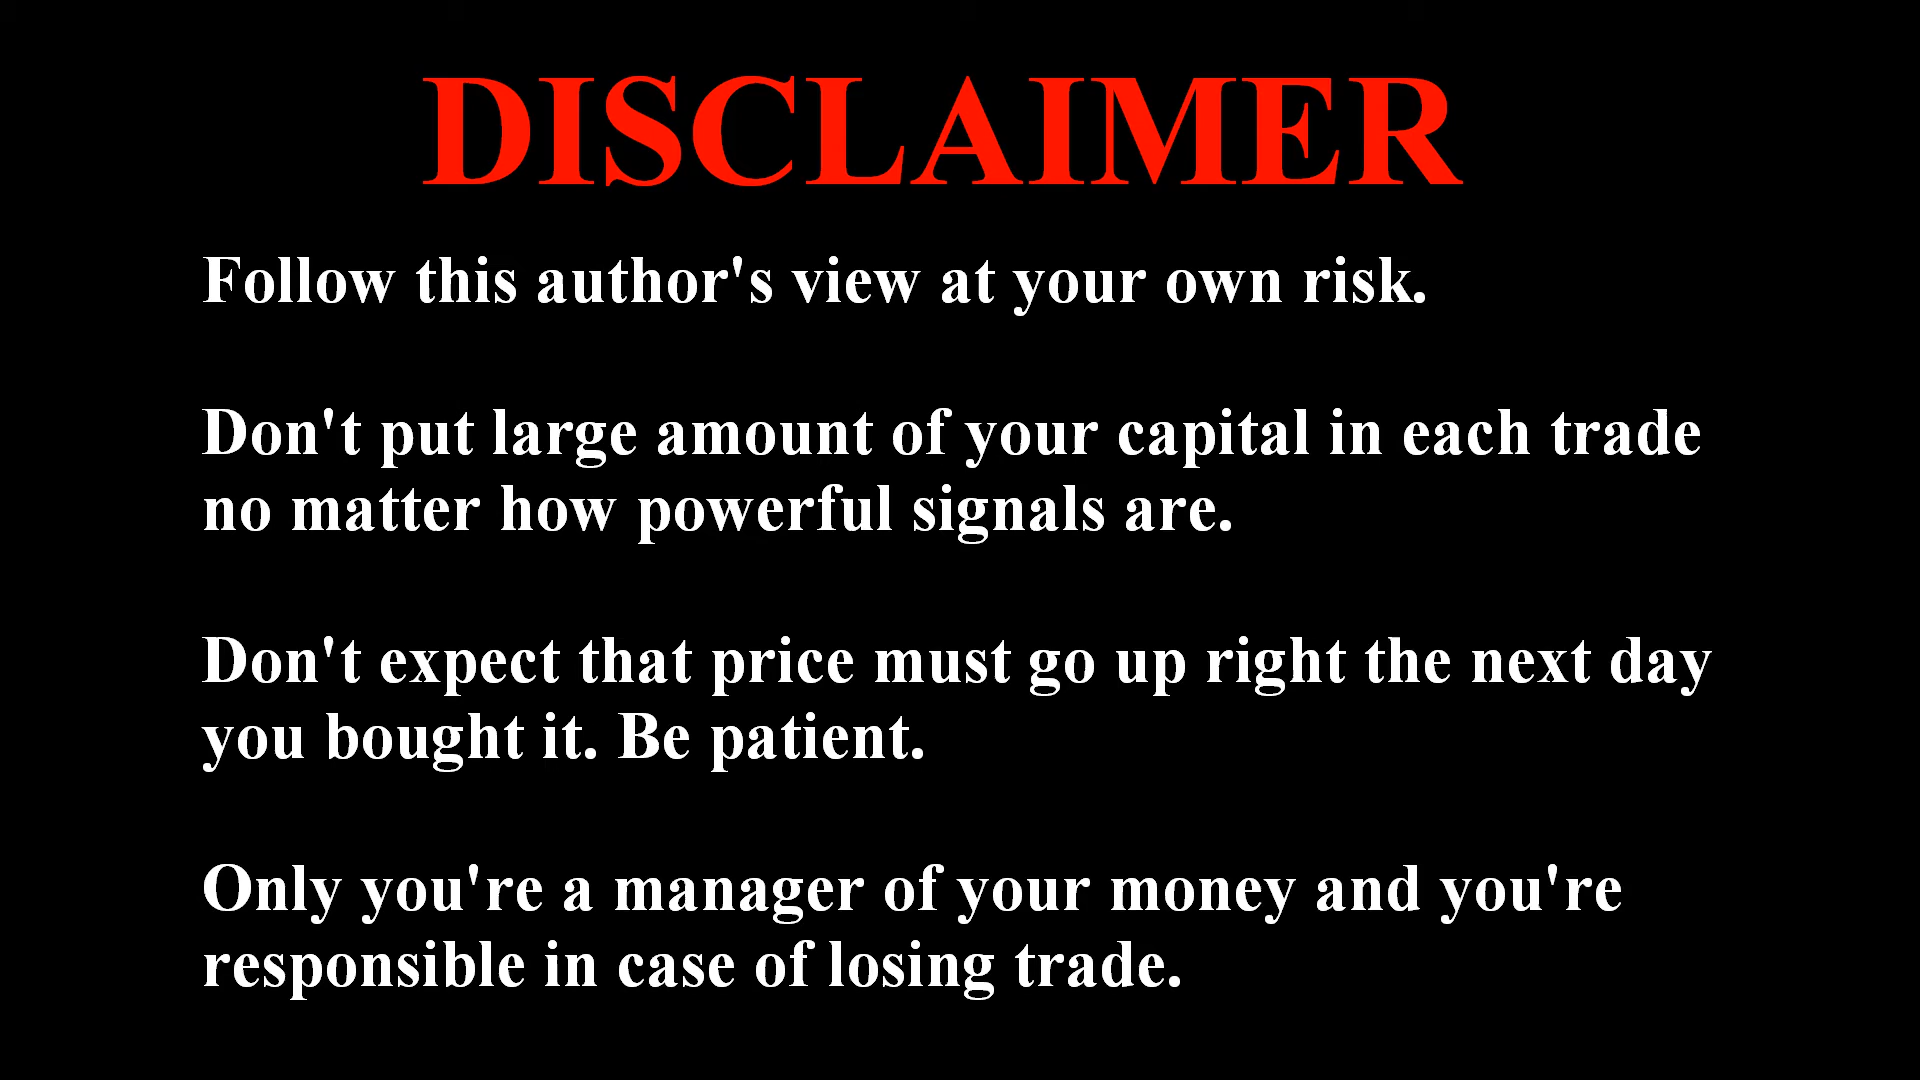 DISCLAIMER
Follow this author's view at your own risk.
Don't put large amount of your capital in each trade
no matter how powerful signals are.
Don't expect that price must go up right the next day
you bought it. Be patient.
Only you're a manager of your money and you're
responsible in case of losing trade.